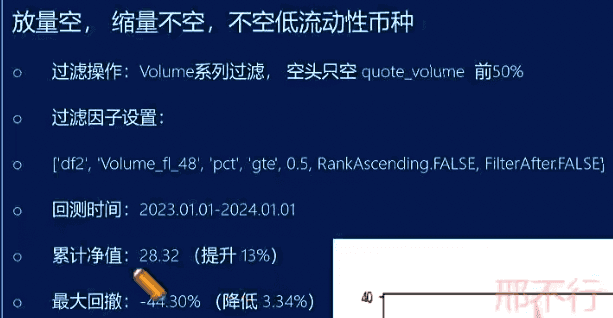 放量空，缩量不空，不空低流动性币种
过滤操作：Volume系列过滤，空头只空 quote_volume 前50%
过滤因子设置：
['df2', 'Volume_fl_48', 'pct', 'gte', 0.5, RankAscending.FALSE, FilterAfter.FALSE]
回测时间：2023.01.01-2024.01.01
累计净值：28.32 （提升 13%）
最大回撤：-44.30% （降低 3.34%）
40
邢不行